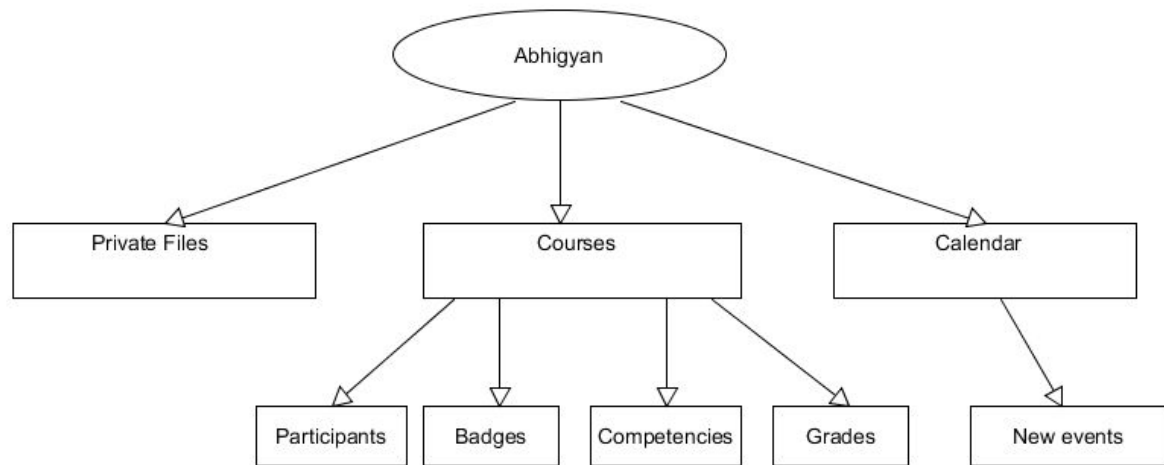 Abhigyan
Private Files
Courses
Calendar
Participants
Badges
Competencies
Grades
New events